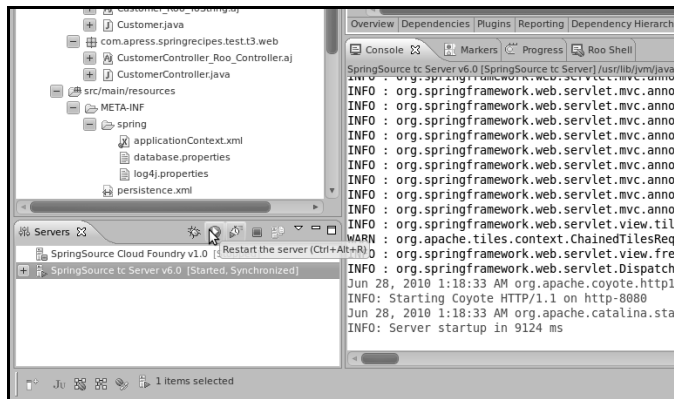 Customer_Roo_ToString.aj
Customer.java
com.apress.springrecipes.test.t3.web
CustomerController_Roo_Controller.aj
CustomerController.java
src/main/resources
META-INF
spring
applicationContext.xml
database.properties
log4j.properties
persistence.xml
Servers
Restart the server (Ctrl+Alt+R)
SpringSource Cloud Foundry v1.0 [S
SpringSource tc Server v6.0 [Started, Synchronized]
1 items selected
Overview Dependencies Plugins Reporting Dependency Hierarch
Console Markers Progress Roo Shell
SpringSource tc Server v6.0 [SpringSource tc Server] /usr/lib/jvm/java
INFO : org.springframework.web.servlet.mvc.anno
INFO : org.springframework.web.servlet.mvc.anno
INFO : org.springframework.web.servlet.mvc.anno
INFO : org.springframework.web.servlet.mvc.anno
INFO : org.springframework.web.servlet.mvc.anno
INFO : org.springframework.web.servlet.mvc.anno
INFO : org.springframework.web.servlet.mvc.anno
INFO : org.springframework.web.servlet.mvc.anno
INFO : org.springframework.web.servlet.mvc.anno
INFO : org.springframework.web.servlet.mvc.anno
INFO : org.springframework.web.servlet.view.til
WARN : org.apache.tiles.context.ChainedTilesReq
INFO : org.springframework.web.servlet.view.fre
INFO : org.springframework.web.servlet.Dispatch
Jun 28, 2010 1:18:33 AM org.apache.coyote.http1
INFO: Starting Coyote HTTP/1.1 on http-8080
Jun 28, 2010 1:18:33 AM org.apache.catalina.sta
INFO: Server startup in 9124 ms